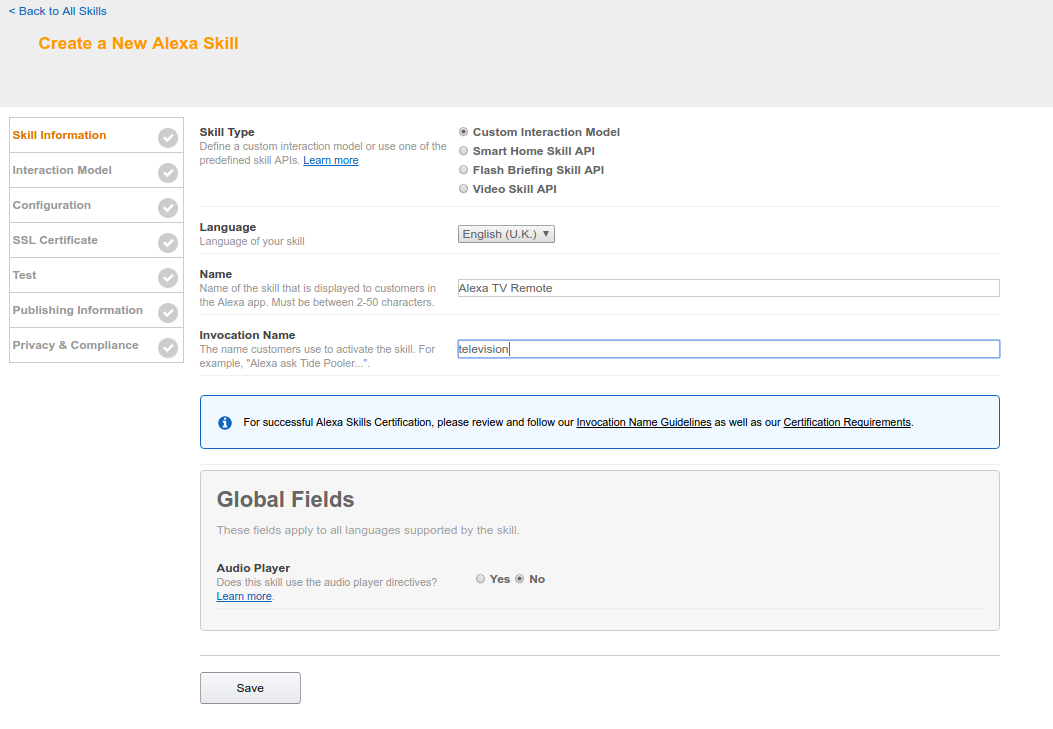 < Back to All Skills
Create a New Alexa Skill
Skill Information
Interaction Model
Configuration
SSL Certificate
Test
Publishing Information
Privacy & Compliance
Skill Type
Define a custom interaction model or use one of the
predefined skill APIs. Learn more
Custom Interaction Model
Smart Home Skill API
Flash Briefing Skill API
Video Skill API
Language
Language of your skill
English (U.K.)
Name
Name of the skill that is displayed to customers in
the Alexa app. Must be between 2-50 characters.
Alexa TV Remote
Invocation Name
The name customers use to activate the skill. For
example, "Alexa ask Tide Pooler...".
television
For successful Alexa Skills Certification, please review and follow our Invocation Name Guidelines as well as our Certification Requirements.
Global Fields
These fields apply to all languages supported by the skill.
Audio Player
Does this skill use the audio player directives?
Learn more.
Yes No
Save